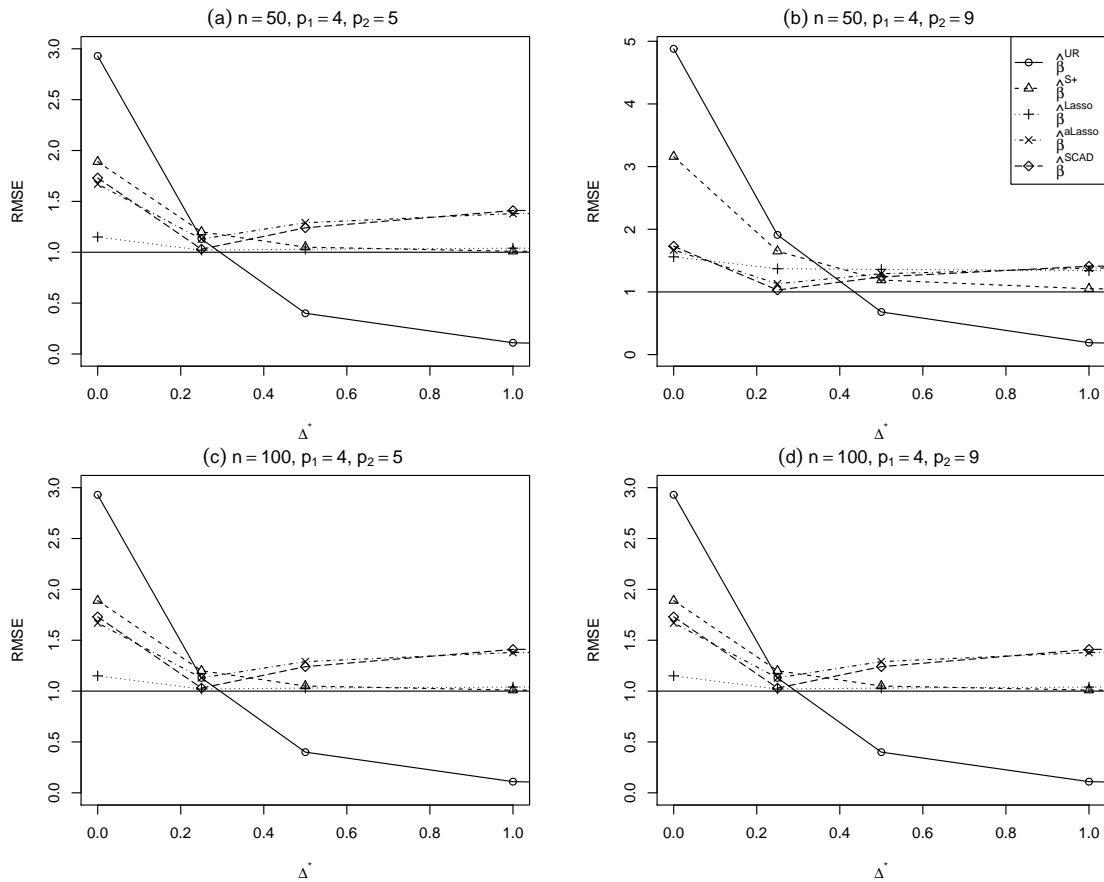 (a) n = 50, p₁ = 4, p₂ = 5
RMSE
3.0
2.5
2.0
1.5
1.0
0.5
0.0
0.0 0.2 0.4 0.6 0.8 1.0
Δ*
(b) n = 50, p₁ = 4, p₂ = 9
RMSE
5
4
3
2
1
0
0.0 0.2 0.4 0.6 0.8 1.0
Δ*
β̂^UR
β̂^S+
β̂^Lasso
β̂^aLasso
β̂^SCAD
(c) n = 100, p₁ = 4, p₂ = 5
RMSE
3.0
2.5
2.0
1.5
1.0
0.5
0.0
0.0 0.2 0.4 0.6 0.8 1.0
Δ*
(d) n = 100, p₁ = 4, p₂ = 9
RMSE
3.0
2.5
2.0
1.5
1.0
0.5
0.0
0.0 0.2 0.4 0.6 0.8 1.0
Δ*